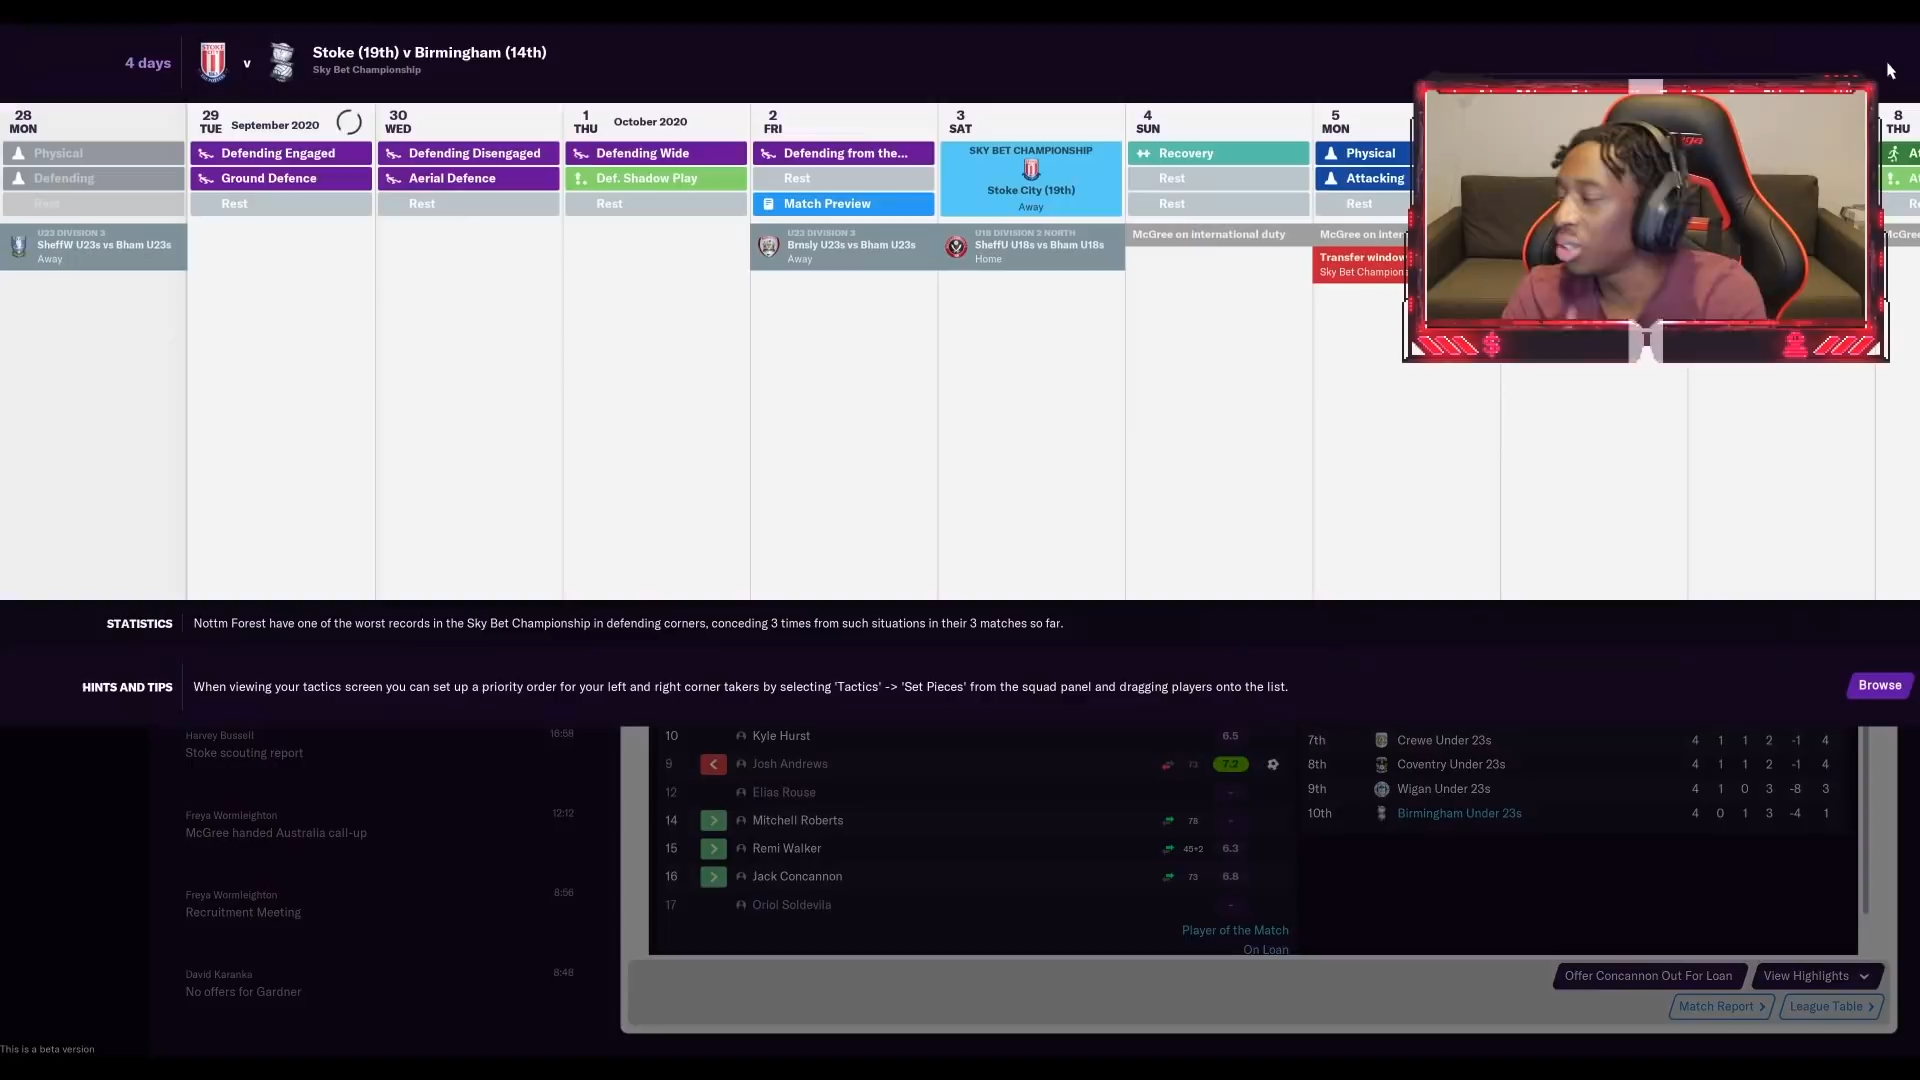 4 days
v
Stoke (19th) v Birmingham (14th)
Sky Bet Championship
28
MON
29
TUE September 2020
30
WED
1
THU October 2020
2
FRI
3
SAT
4
SUN
5
MON
8
THU
Physical
Defending
Rest
Defending Engaged
Ground Defence
Rest
Defending Disengaged
Aerial Defence
Rest
Defending Wide
Def. Shadow Play
Rest
Defending from the...
Rest
Match Preview
SKY BET CHAMPIONSHIP
Stoke City (19th)
Away
Recovery
Rest
Rest
Physical
Attacking
Rest
U23 DIVISION 3
SheffW U23s vs Bham U23s
Away
U23 DIVISION 3
Brnsly U23s vs Bham U23s
Away
U18 DIVISION 2 NORTH
SheffU U18s vs Bham U18s
Home
McGree on international duty
McGree on inter
Transfer window
Sky Bet Champion
STATISTICS
Nottm Forest have one of the worst records in the Sky Bet Championship in defending corners, conceding 3 times from such situations in their 3 matches so far.
HINTS AND TIPS
When viewing your tactics screen you can set up a priority order for your left and right corner takers by selecting 'Tactics' -> 'Set Pieces' from the squad panel and dragging players onto the list.
Browse
Harvey Bussell 16:58
Stoke scouting report
Freya Wormleighton 12:12
McGree handed Australia call-up
Freya Wormleighton 8:56
Recruitment Meeting
David Karanka 8:48
No offers for Gardner
10 Kyle Hurst 6.5
9 Josh Andrews 73 7.2
12 Elias Rouse -
14 Mitchell Roberts 78 -
15 Remi Walker 45+2 6.3
16 Jack Concannon 73 6.8
17 Oriol Soldevila -
Player of the Match
On Loan
7th Crewe Under 23s 4 1 1 2 -1 4
8th Coventry Under 23s 4 1 1 2 -1 4
9th Wigan Under 23s 4 1 0 3 -8 3
10th Birmingham Under 23s 4 0 1 3 -4 1
Offer Concannon Out For Loan
View Highlights
Match Report >
League Table >
This is a beta version